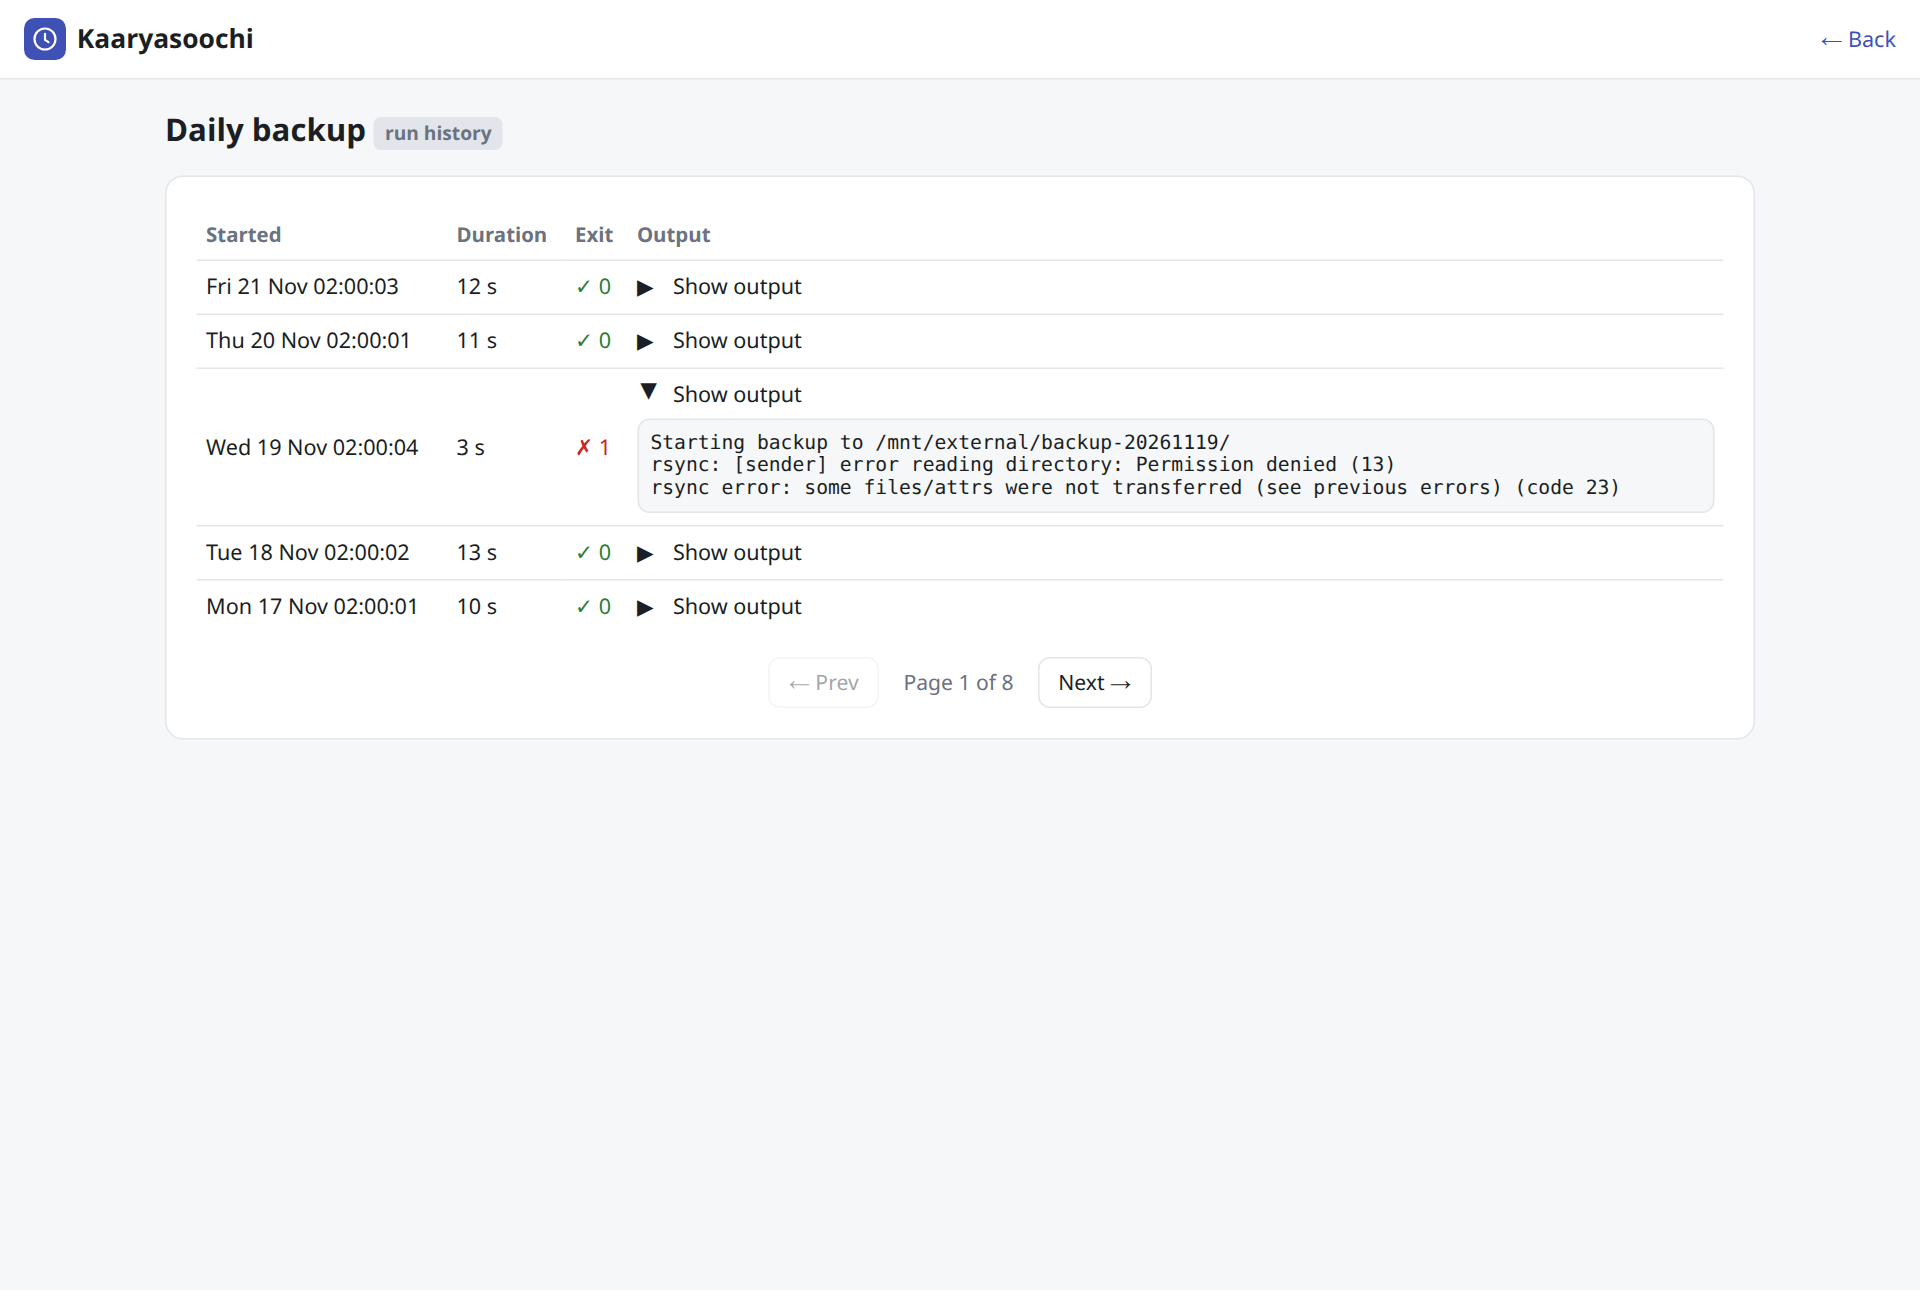 Kaaryasoochi
← Back
Daily backup run history
Started Duration Exit Output
Fri 21 Nov 02:00:03 12 s ✓ 0 ▶ Show output
Thu 20 Nov 02:00:01 11 s ✓ 0 ▶ Show output
▼ Show output
Wed 19 Nov 02:00:04 3 s ✗ 1
Starting backup to /mnt/external/backup-20261119/
rsync: [sender] error reading directory: Permission denied (13)
rsync error: some files/attrs were not transferred (see previous errors) (code 23)
Tue 18 Nov 02:00:02 13 s ✓ 0 ▶ Show output
Mon 17 Nov 02:00:01 10 s ✓ 0 ▶ Show output
← Prev Page 1 of 8 Next →